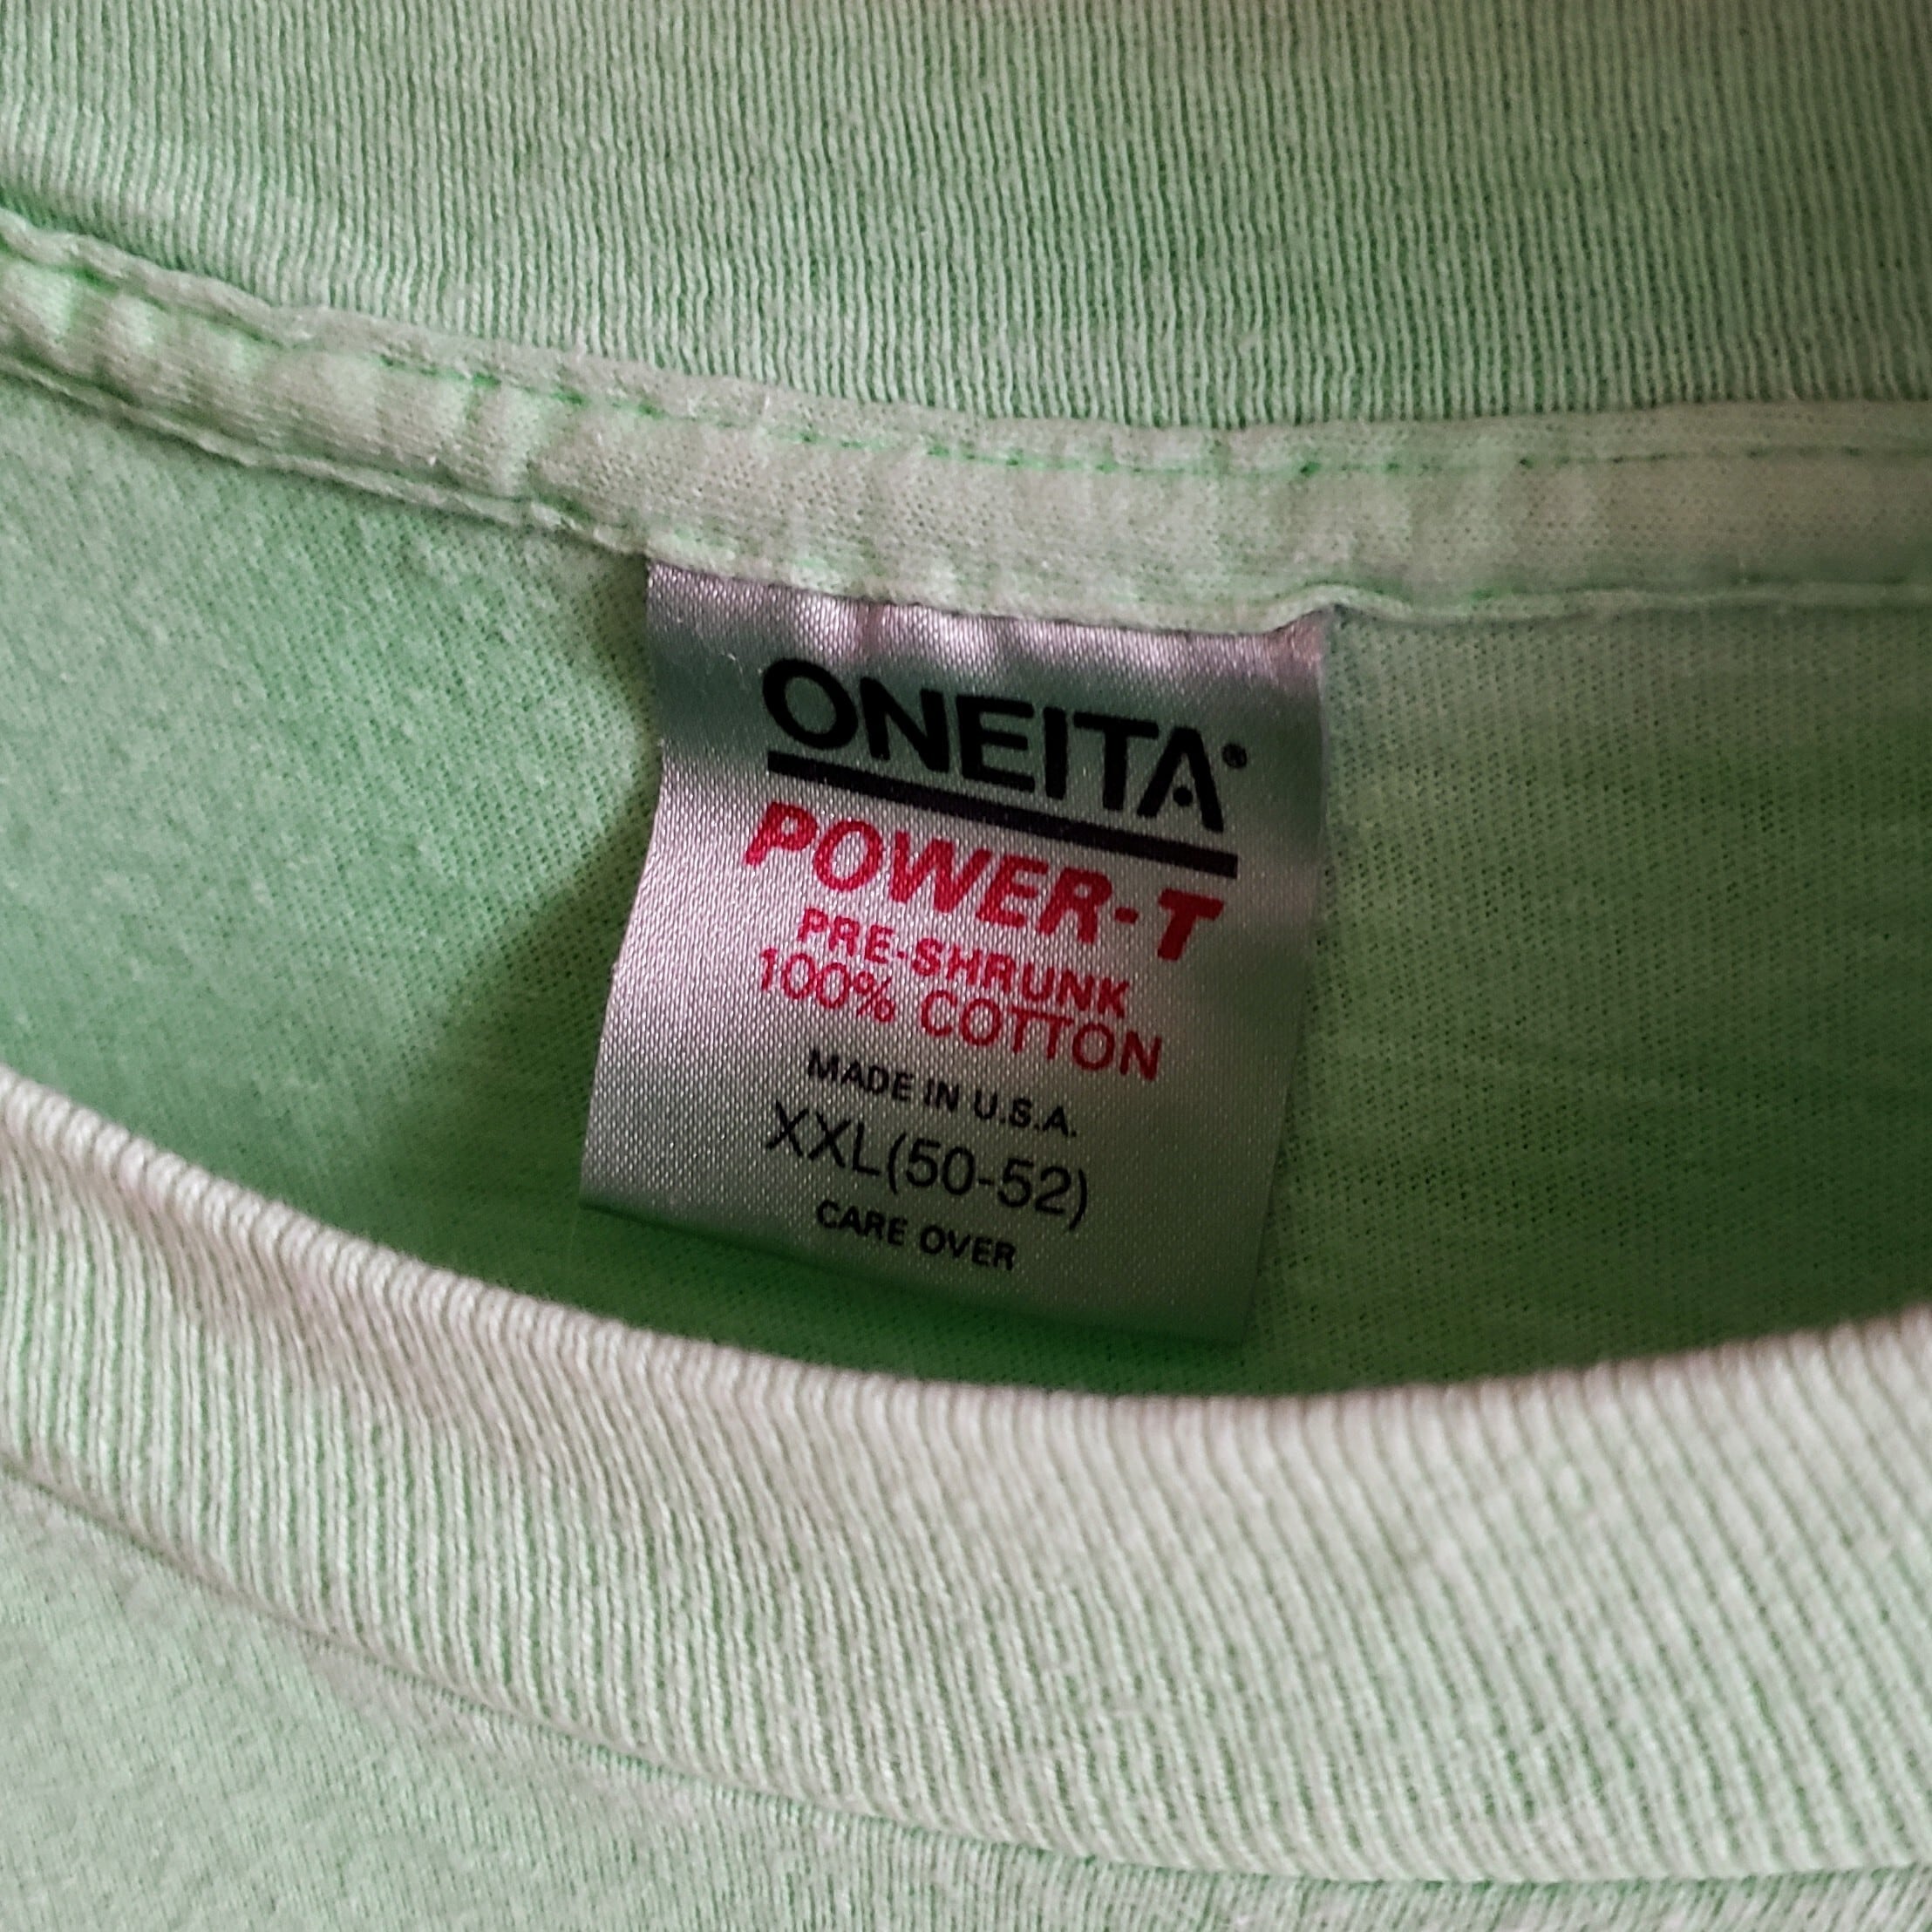 ONEITA®
POWER-T
PRE-SHRUNK
100% COTTON
MADE IN U.S.A.
XXL(50-52)
CARE OVER